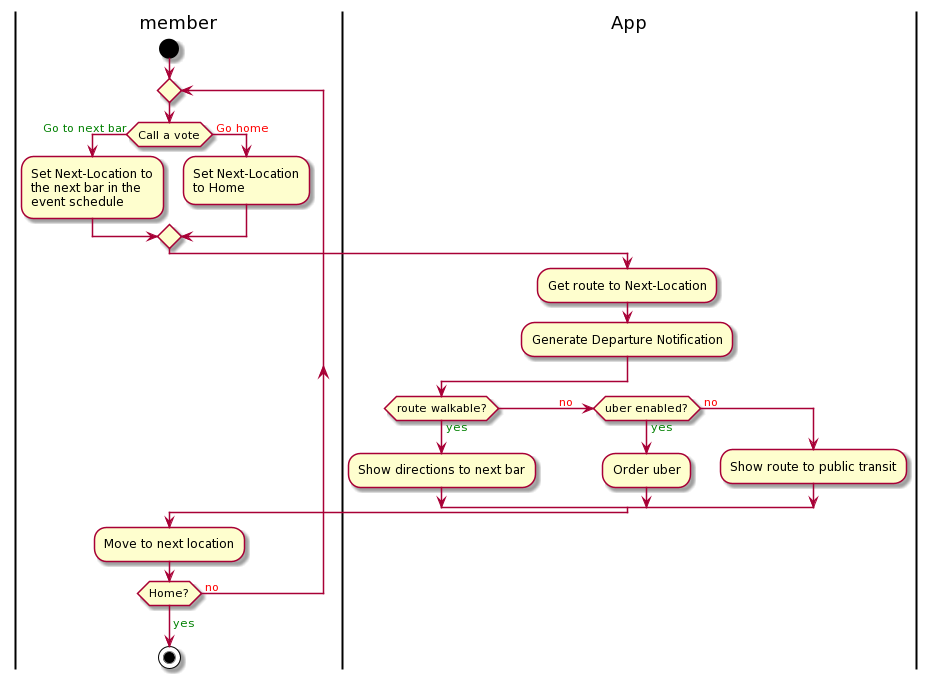 member
App
Go to next bar
Call a vote
Go home
Set Next-Location to
the next bar in the
event schedule
Set Next-Location
to Home
Get route to Next-Location
Generate Departure Notification
route walkable?
no
uber enabled?
no
yes
yes
Show directions to next bar
Order uber
Show route to public transit
Move to next location
Home?
no
yes